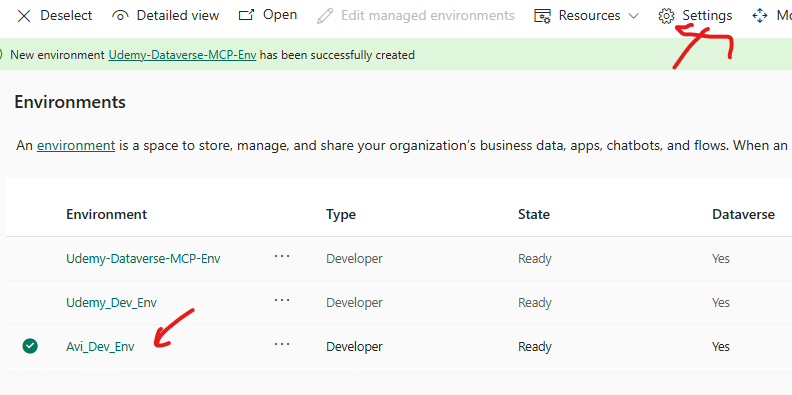 Deselect Detailed view Open Edit managed environments Resources Settings Mo
New environment Udemy-Dataverse-MCP-Env has been successfully created
Environments
An environment is a space to store, manage, and share your organization's business data, apps, chatbots, and flows. When an
Environment Type State Dataverse
Udemy-Dataverse-MCP-Env ... Developer Ready Yes
Udemy_Dev_Env ... Developer Ready Yes
Avi_Dev_Env ... Developer Ready Yes